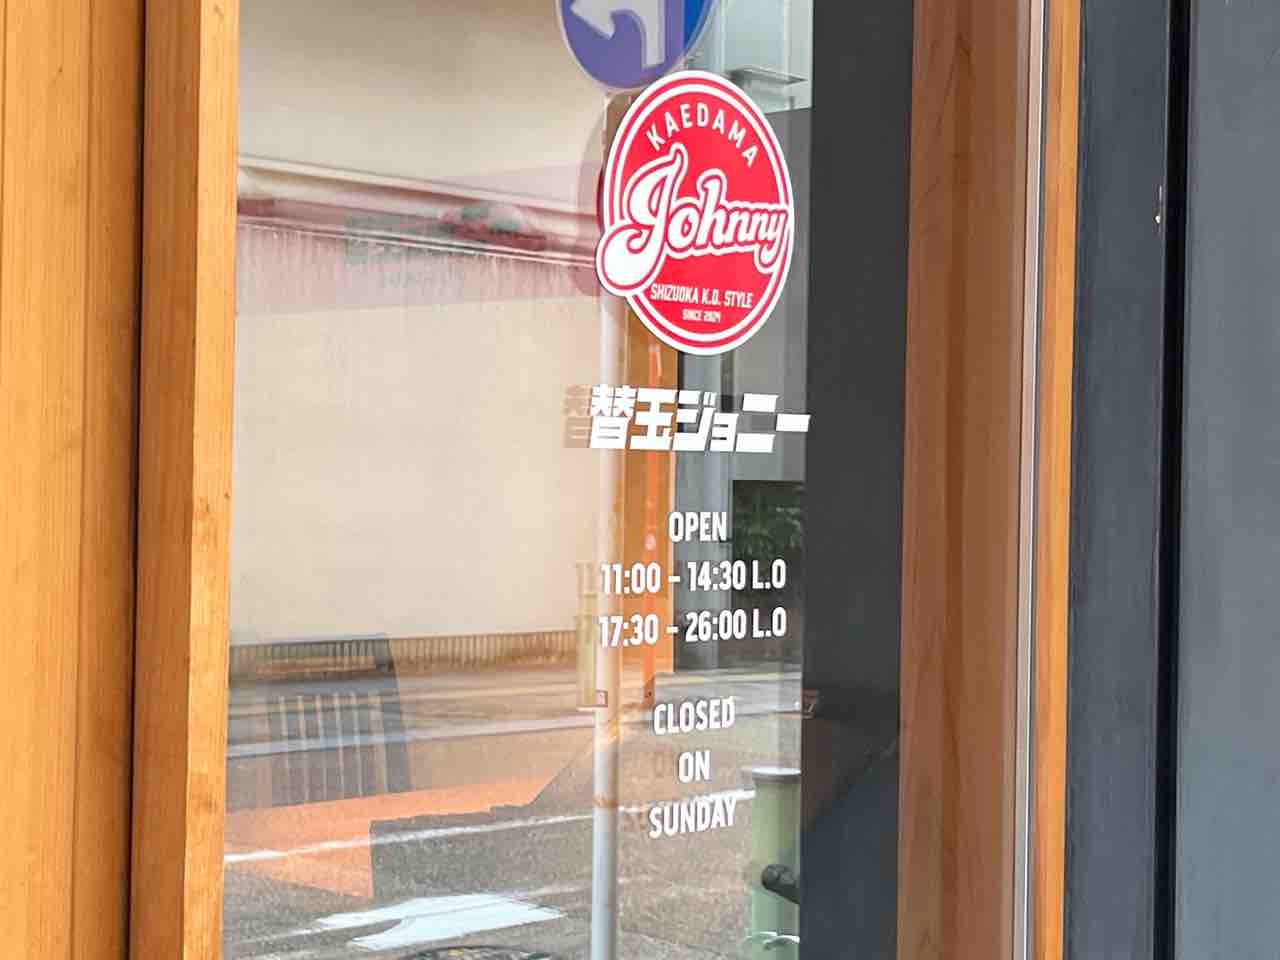 KAEDAMA
Johnny
SHIZUOKA K.O. STYLE
SINCE 2024
替玉ジョニー
OPEN
11:00 - 14:30 L.O
17:30 - 26:00 L.O
CLOSED
ON
SUNDAY